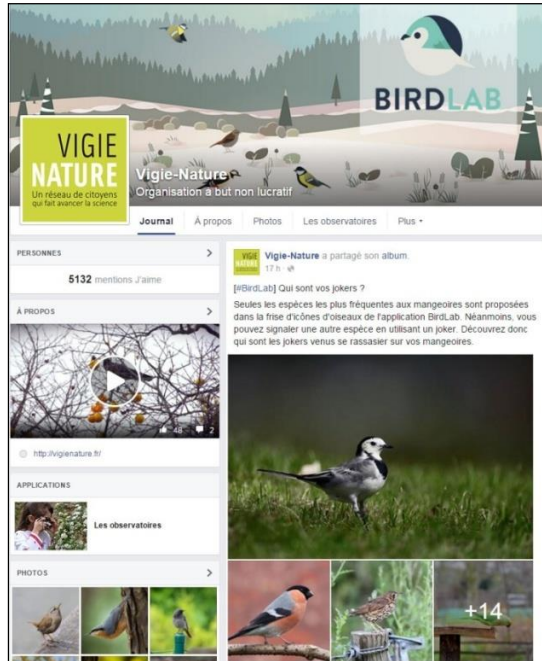 BIRDLAB
VIGIE
NATURE
Un réseau de citoyens
qui fait avancer la science
Vigie-Nature
Organisation à but non lucratif
Journal À propos Photos Les observatoires Plus
PERSONNES
5132 mentions J'aime
À PROPOS
48 2
http://vigienature.fr/
APPLICATIONS
Les observatoires
PHOTOS
VIGIE
NATURE
Vigie-Nature a partagé son album.
17 h
[#BirdLab] Qui sont vos jokers ?
Seules les espèces les plus fréquentes aux mangeoires sont proposées
dans la frise d'icônes d'oiseaux de l'application BirdLab. Néanmoins, vous
pouvez signaler une autre espèce en utilisant un joker. Découvrez donc
qui sont les jokers venus se rassasier sur vos mangeoires.
+14